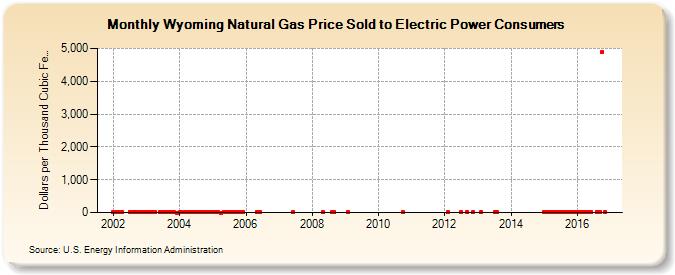 Monthly Wyoming Natural Gas Price Sold to Electric Power Consumers
Dollars per Thousand Cubic Fe...
5,000
4,000
3,000
2,000
1,000
0
2002 2004 2006 2008 2010 2012 2014 2016
Source: U.S. Energy Information Administration